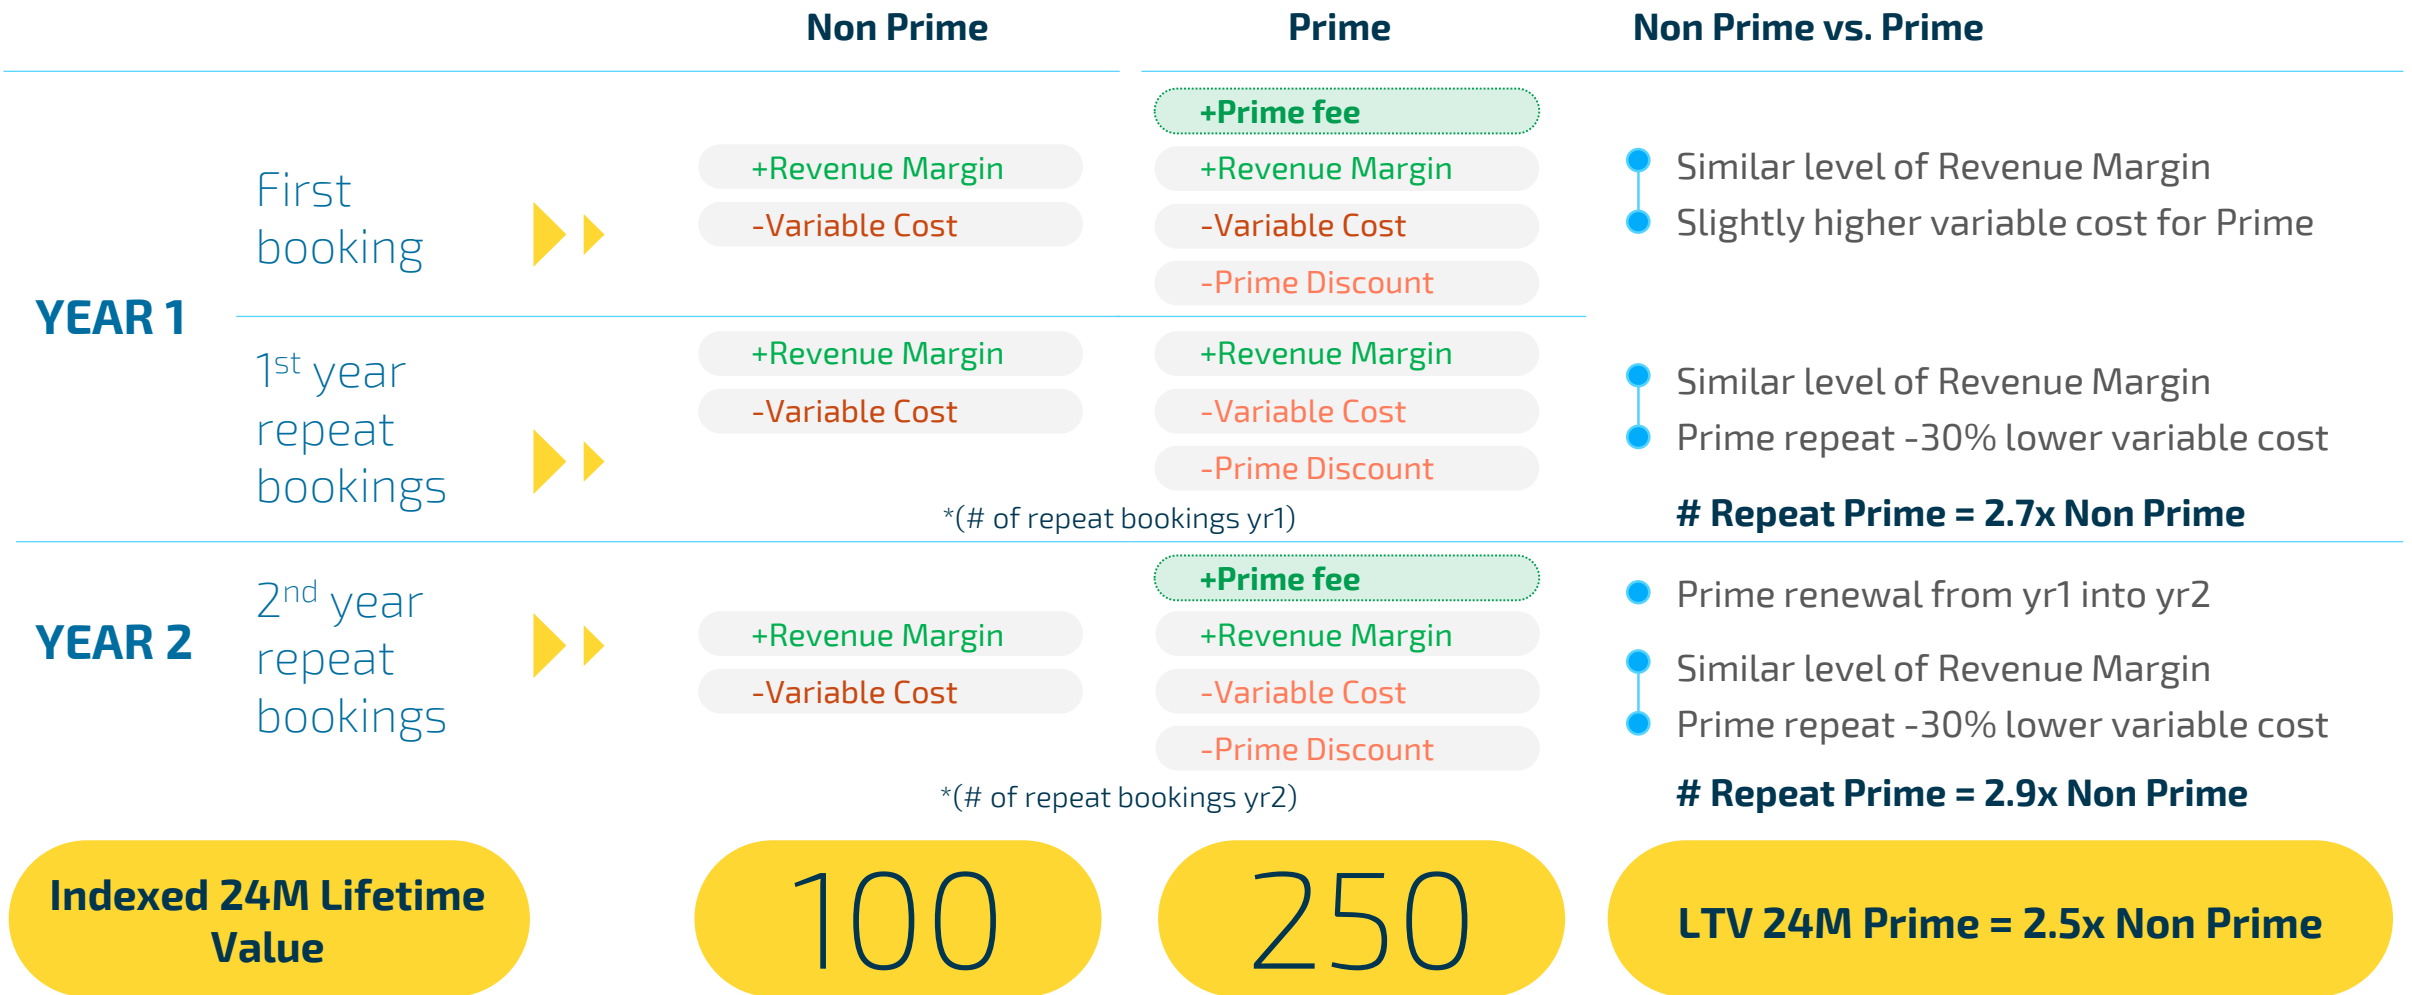 Non Prime
Prime
Non Prime vs. Prime
YEAR 1
First
booking
+Revenue Margin
-Variable Cost
+Prime fee
+Revenue Margin
-Variable Cost
-Prime Discount
Similar level of Revenue Margin
Slightly higher variable cost for Prime
1st year
repeat
bookings
+Revenue Margin
-Variable Cost
+Revenue Margin
-Variable Cost
-Prime Discount
*(# of repeat bookings yr1)
Similar level of Revenue Margin
Prime repeat -30% lower variable cost
# Repeat Prime = 2.7x Non Prime
YEAR 2
2nd year
repeat
bookings
+Revenue Margin
-Variable Cost
+Prime fee
+Revenue Margin
-Variable Cost
-Prime Discount
*(# of repeat bookings yr2)
Prime renewal from yr1 into yr2
Similar level of Revenue Margin
Prime repeat -30% lower variable cost
# Repeat Prime = 2.9x Non Prime
Indexed 24M Lifetime
Value
100
250
LTV 24M Prime = 2.5x Non Prime